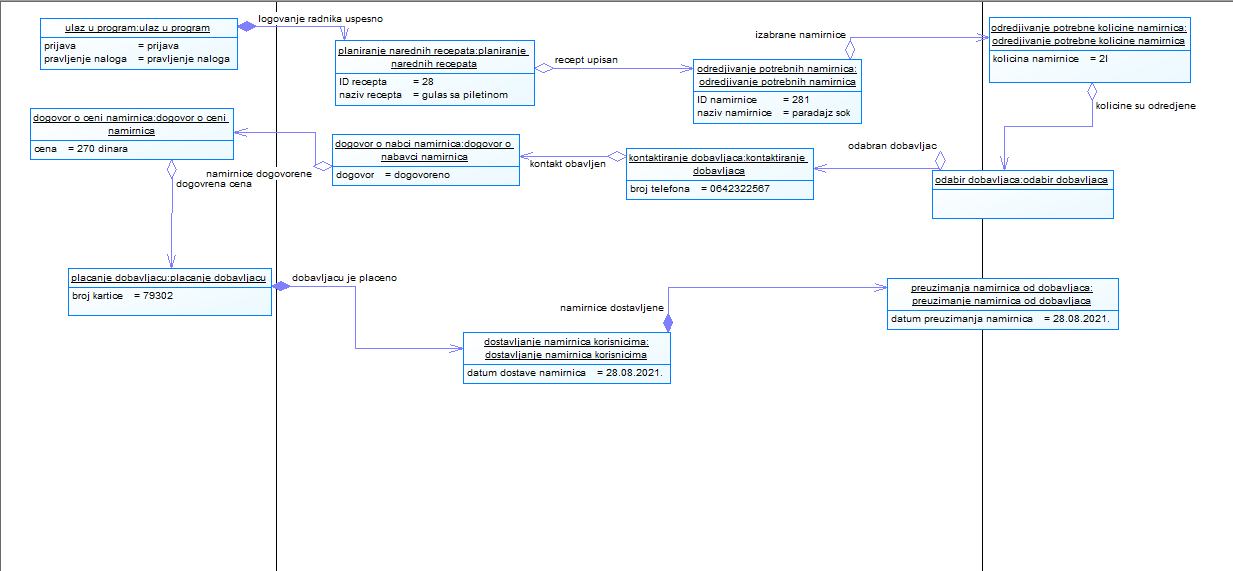 ulaz u program:ulaz u program
prijava = prijava
pravljenje naloga = pravljenje naloga
logovanje radnika uspesno
planiranje narednih recepata:planiranje
narednih recepata
ID recepta = 28
naziv recepta = gulas sa piletinom
recept upisan
odredjivanje potrebnih namirnica:
odredjivanje potrebnih namirnica
ID namirnice = 281
naziv namirnice = paradajz sok
izabrane namirnice
odredjivanje potrebne kolicine namirnica:
odredjivanje potrebne kolicine namirnica
kolicina namirnice = 2l
kolicine su odredjene
odabir dobavljaca:odabir dobavljaca
odabran dobavljac
kontaktiranje dobavljaca:kontaktiranje
dobavljaca
broj telefona = 0642322567
kontakt obavljen
dogovor o nabci namirnica:dogovor o
nabavci namirnica
dogovor = dogovoreno
namirnice dogovorene
dogovor o ceni namirnica:dogovor o ceni
namirnica
cena = 270 dinara
dogovrena cena
placanje dobavljacu:placanje dobavljacu
broj kartice = 79302
dobavljacu je placeno
dostavljanje namirnica korisnicima:
dostavljanje namirnica korisnicima
datum dostave namirnica = 28.08.2021.
namirnice dostavljene
preuzimanja namirnica od dobavljaca:
preuzimanje namirnica od dobavljaca
datum preuzimanja namirnica = 28.08.2021.